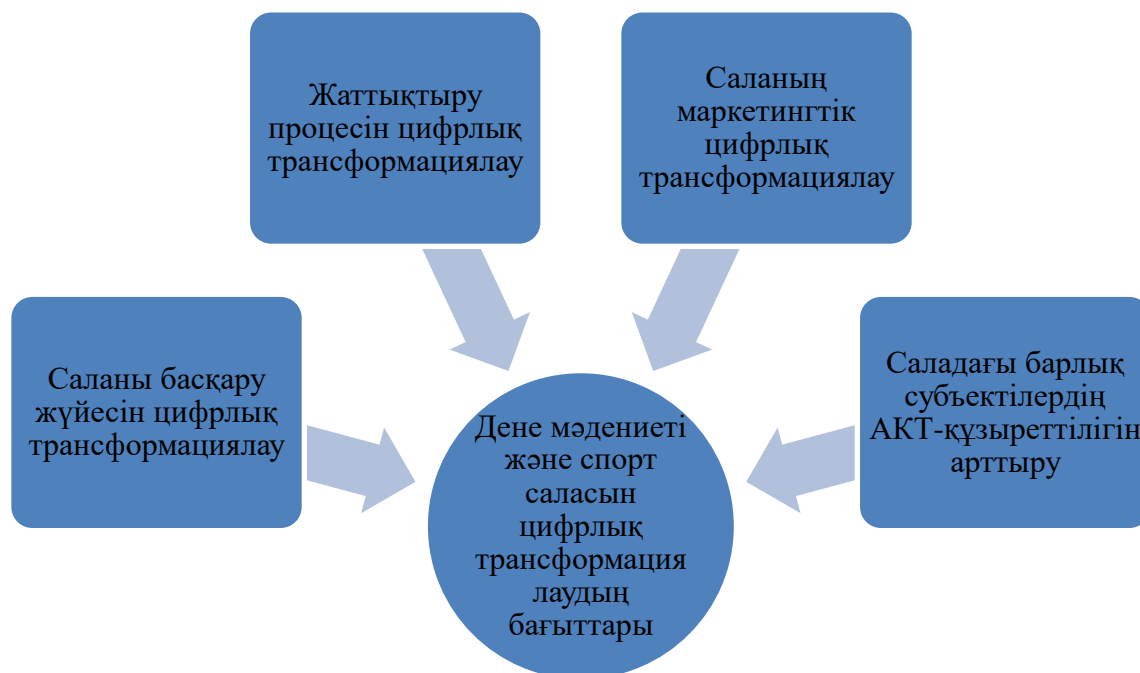 Жаттықтыру
процесін цифрлық
трансформациялау
Саланың
маркетингтік
цифрлық
трансформациялау
Саланы басқару
жүйесін цифрлық
трансформациялау
Саладағы барлық
субъектілердің
АКТ-құзыреттілігін
арттыру
Дене мәдениеті
және спорт
саласын
цифрлық
трансформация
лаудың
бағыттары